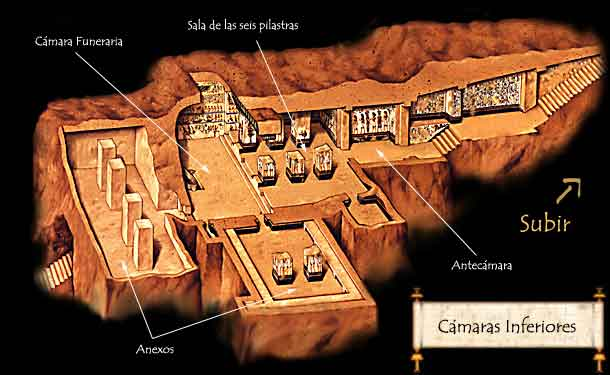 Sala de las seis pilastras
Cámara Funeraria
Subir
Antecámara
Cámaras Inferiores
Anexos